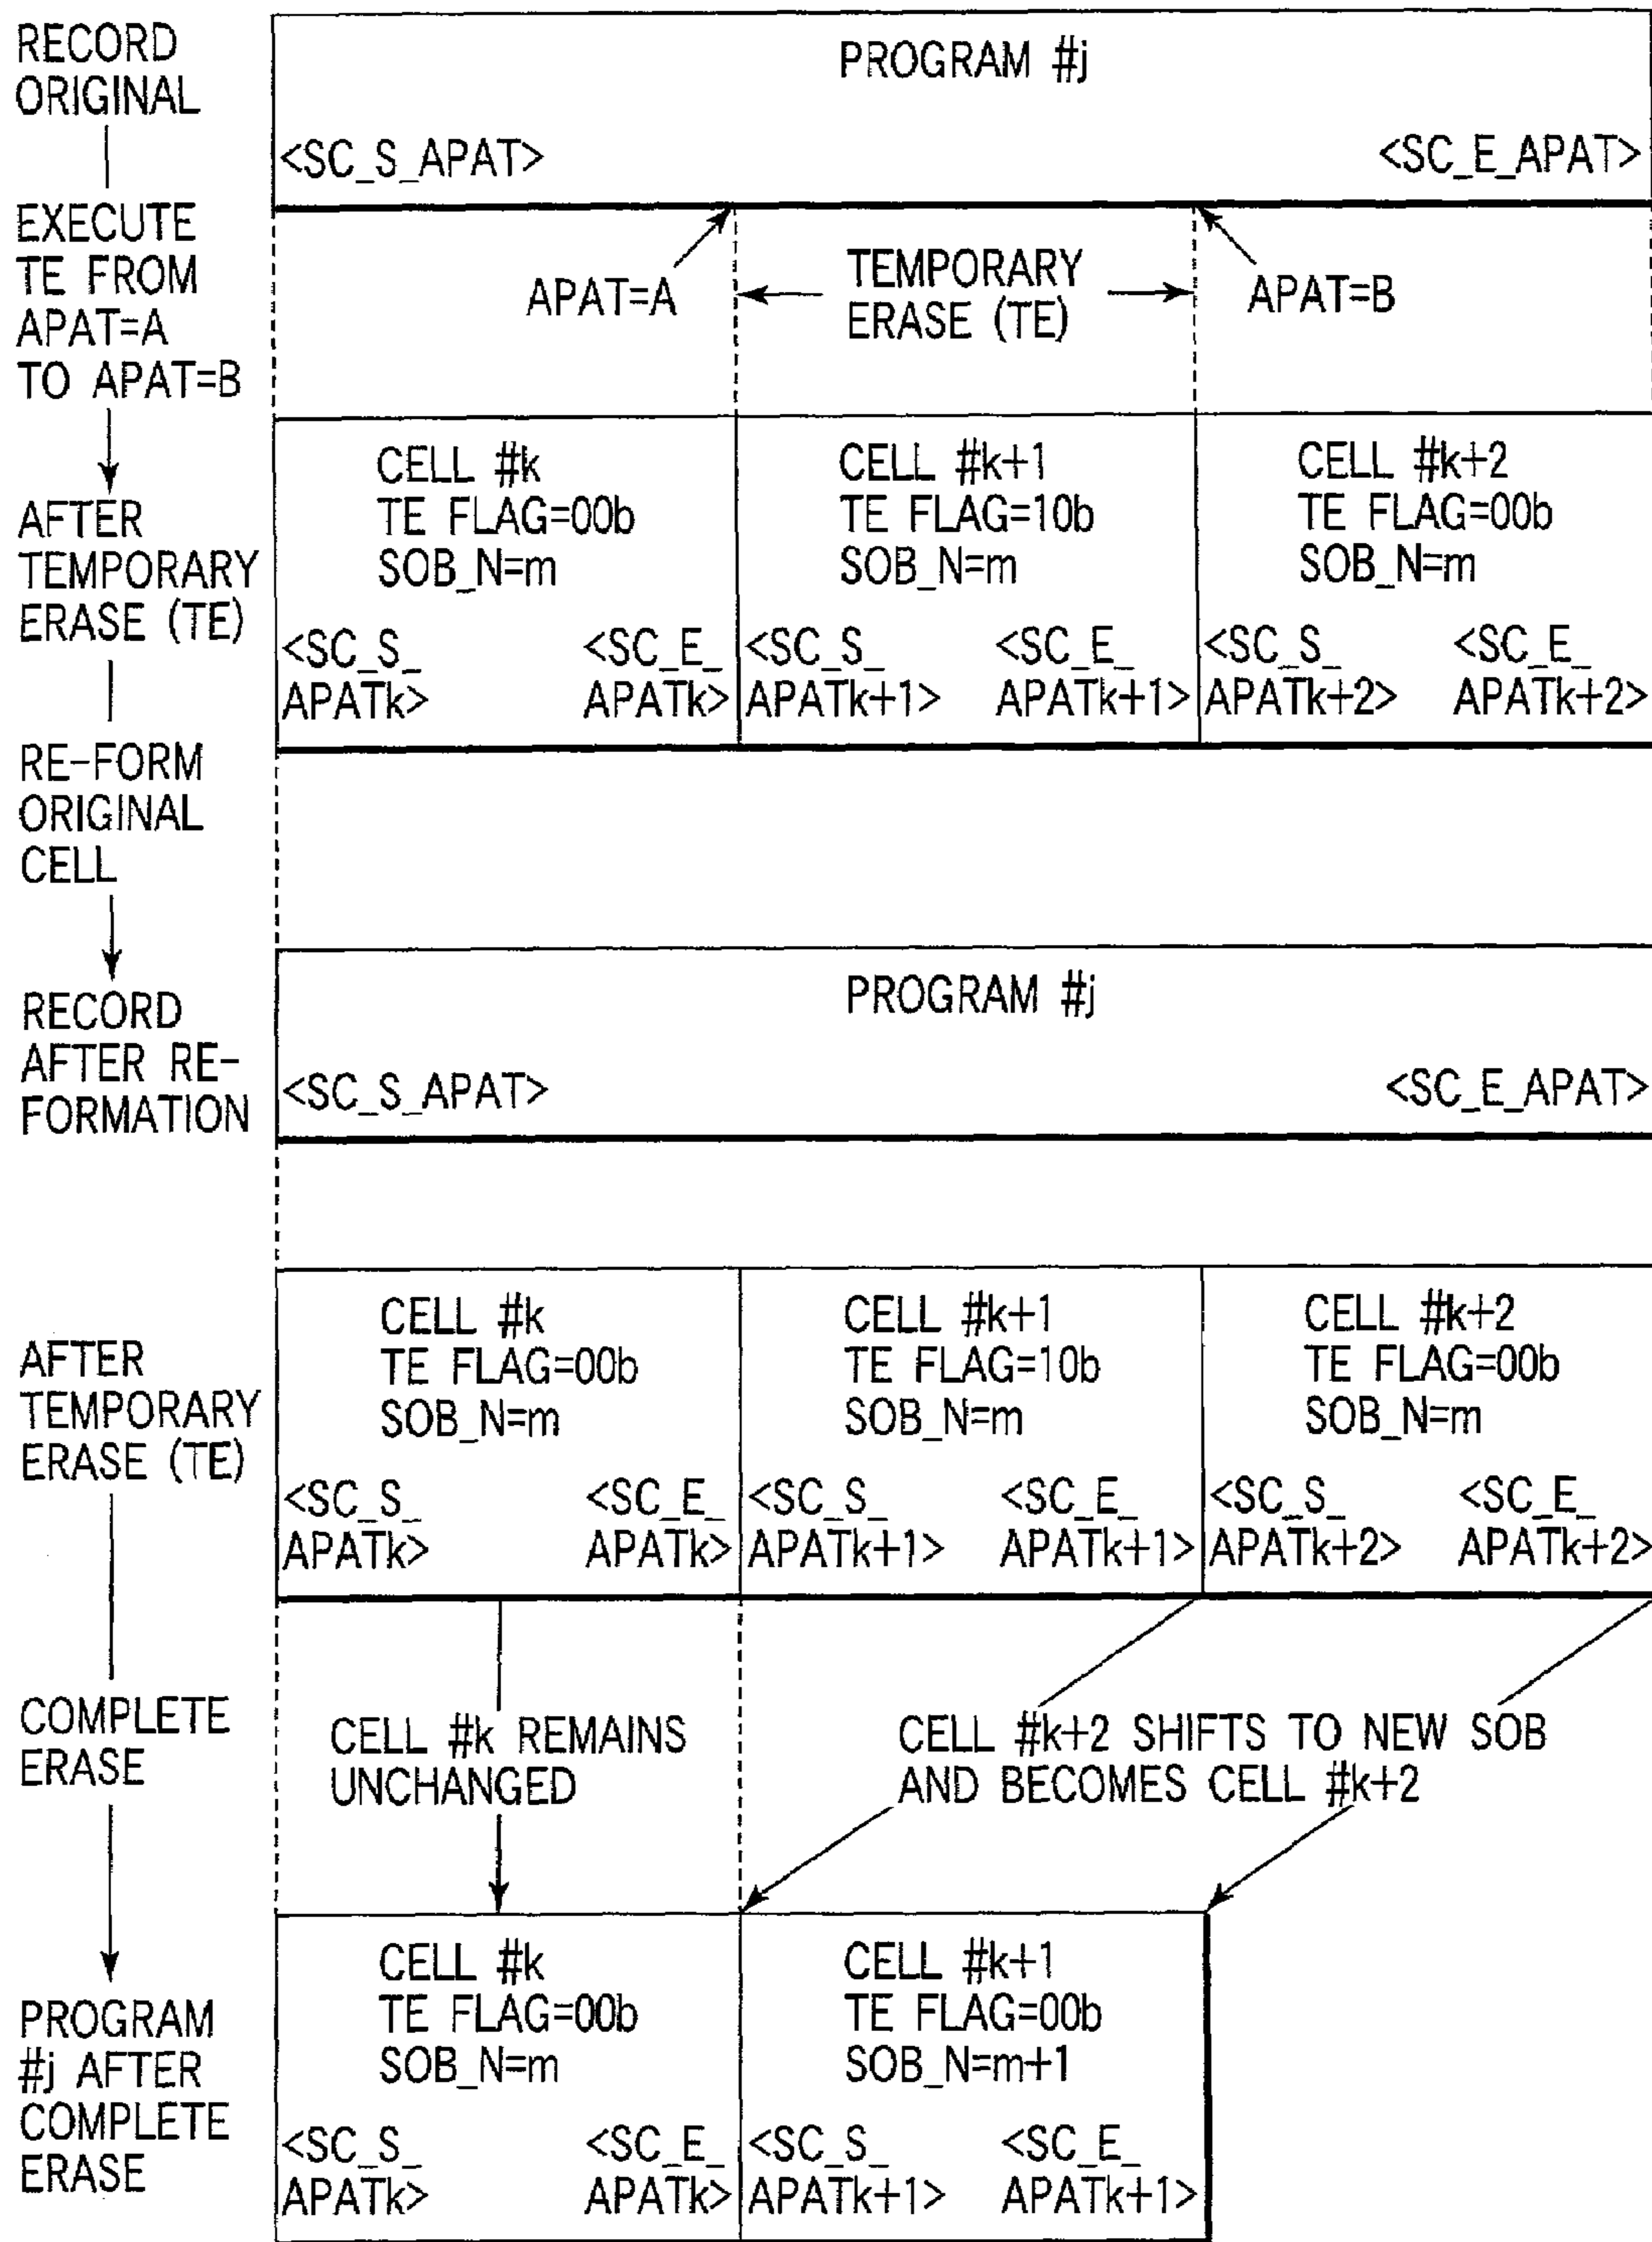 RECORD
ORIGINAL
PROGRAM #j
<SC_S_APAT>
<SC_E_APAT>
EXECUTE
TE FROM
APAT=A
TO APAT=B
APAT=A
TEMPORARY
ERASE (TE)
APAT=B
AFTER
TEMPORARY
ERASE (TE)
CELL #k
TE FLAG=00b
SOB_N=m
<SC_S_
APATk>
<SC_E_
APATk>
CELL #k+1
TE FLAG=10b
SOB_N=m
<SC_S_
APATk+1>
<SC_E_
APATk+1>
CELL #k+2
TE FLAG=00b
SOB_N=m
<SC_S_
APATk+2>
<SC_E_
APATk+2>
RE-FORM
ORIGINAL
CELL
RECORD
AFTER RE-
FORMATION
PROGRAM #j
<SC_S_APAT>
<SC_E_APAT>
AFTER
TEMPORARY
ERASE (TE)
CELL #k
TE FLAG=00b
SOB_N=m
<SC_S_
APATk>
<SC_E_
APATk>
CELL #k+1
TE FLAG=10b
SOB_N=m
<SC_S_
APATk+1>
<SC_E_
APATk+1>
CELL #k+2
TE FLAG=00b
SOB_N=m
<SC_S_
APATk+2>
<SC_E_
APATk+2>
COMPLETE
ERASE
CELL #k REMAINS
UNCHANGED
CELL #k+2 SHIFTS TO NEW SOB
AND BECOMES CELL #k+2
PROGRAM
#j AFTER
COMPLETE
ERASE
CELL #k
TE FLAG=00b
SOB_N=m
<SC_S_
APATk>
<SC_E_
APATk>
CELL #k+1
TE FLAG=00b
SOB_N=m+1
<SC_S_
APATk+1>
<SC_E_
APATk+1>